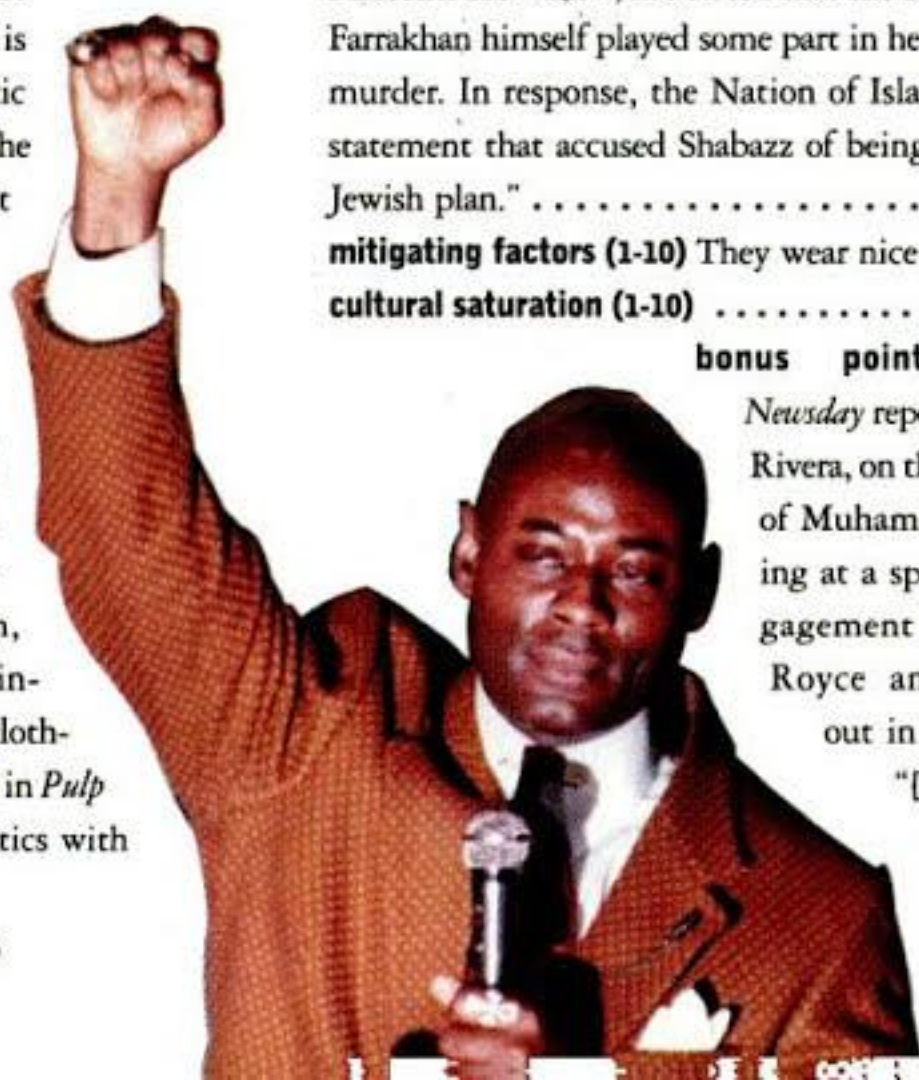 is
ic
he
t
n,
in-
loth-
in Pulp
tics with
Farrakhan himself played some part in he
murder. In response, the Nation of Isla
statement that accused Shabazz of being
Jewish plan." . . . . . . . . . . . . . . . . . .
mitigating factors (1-10) They wear nice
cultural saturation (1-10) . . . . . . . . . .
bonus point
Newsday rep
Rivera, on th
of Muham
ing at a sp
gagement
Royce an
out in
"[